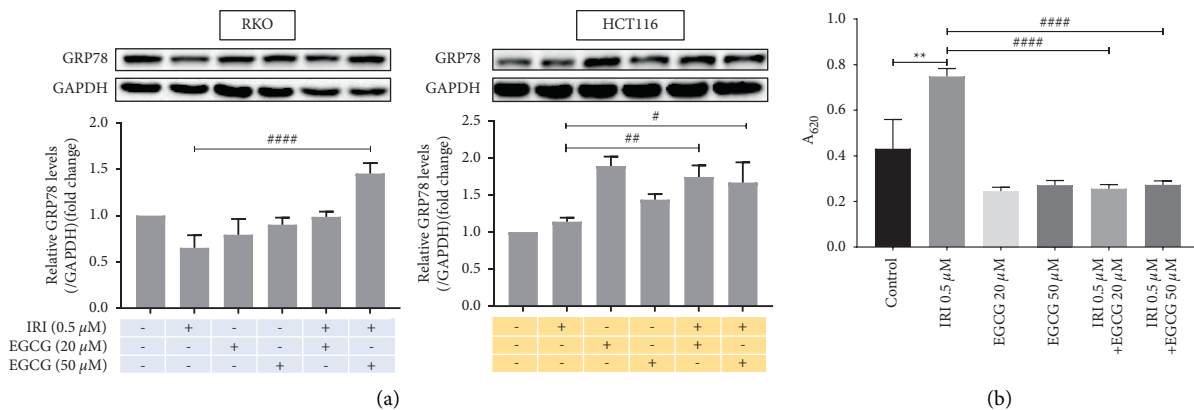 RKO
GRP78
GAPDH
Relative GRP78 levels
(/GAPDH)(fold change)
2.0
1.5
1.0
0.5
0.0
####
IRI (0.5 μM) - + - - + +
EGCG (20 μM) - - + - + -
EGCG (50 μM) - - - + - +
HCT116
GRP78
GAPDH
Relative GRP78 levels
(/GAPDH)(fold change)
2.5
2.0
1.5
1.0
0.5
0.0
#
##
- + - - + +
- - + - + -
- - - + - +
(a)
A620
1.0
0.8
0.6
0.4
0.2
0.0
####
####
**
Control
IRI 0.5 μM
EGCG 20 μM
EGCG 50 μM
IRI 0.5 μM
+EGCG 20 μM
IRI 0.5 μM
+EGCG 50 μM
(b)